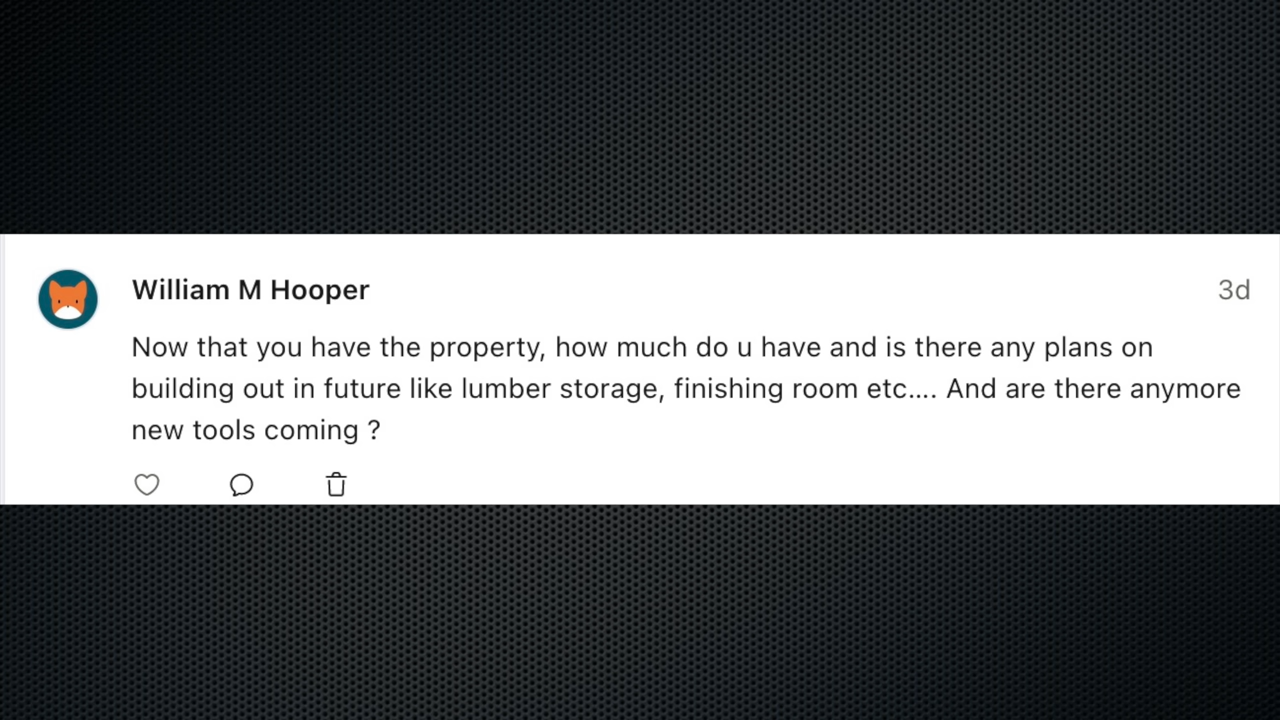 William M Hooper
3d
Now that you have the property, how much do u have and is there any plans on
building out in future like lumber storage, finishing room etc.... And are there anymore
new tools coming ?